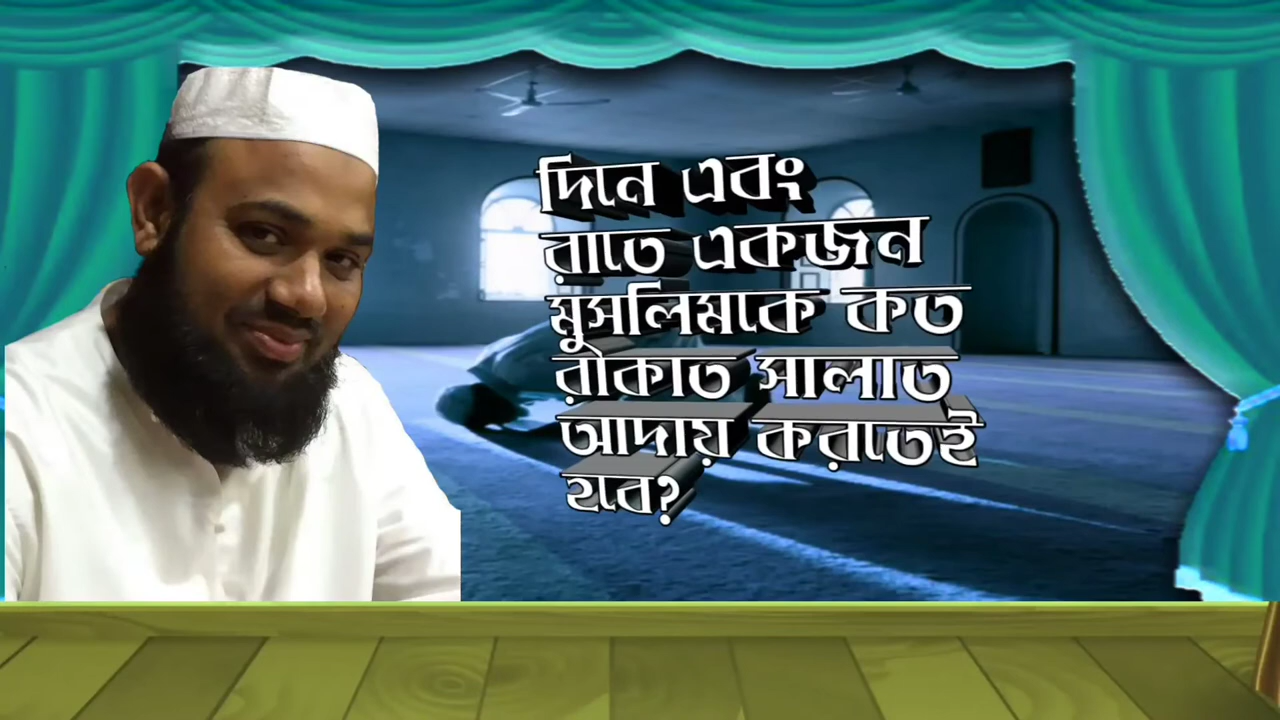 দিনে এবং
রাতে একজন
মুসলিমকে কত
রাকাত সালাত
আদায় করতেই
হবে?